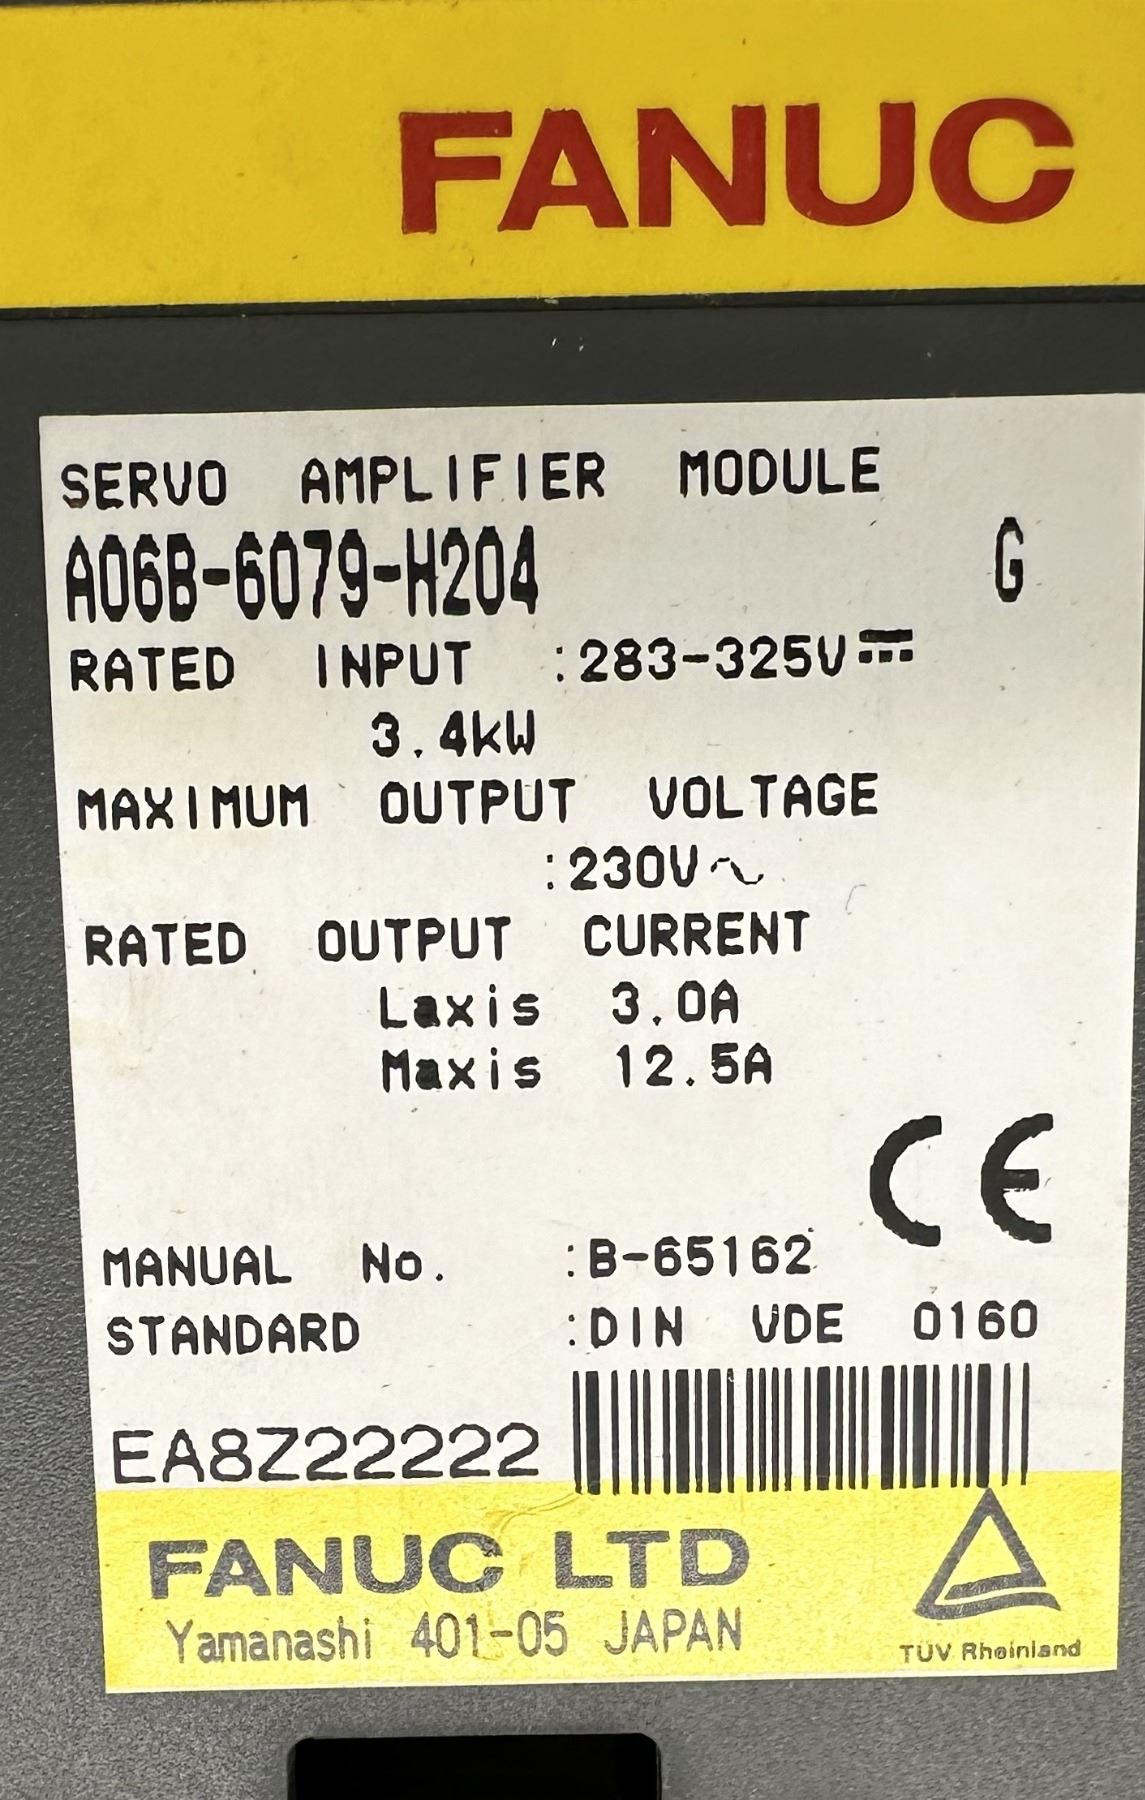 FANUC
SERVO AMPLIFIER MODULE
A06B-6079-H204 G
RATED INPUT :283-325V⎓
3.4kW
MAXIMUM OUTPUT VOLTAGE
:230V~
RATED OUTPUT CURRENT
Laxis 3.0A
Maxis 12.5A
CE
MANUAL No. :B-65162
STANDARD :DIN VDE 0160
EA8Z22222
FANUC LTD
Yamanashi 401-05 JAPAN
TÜV Rheinland